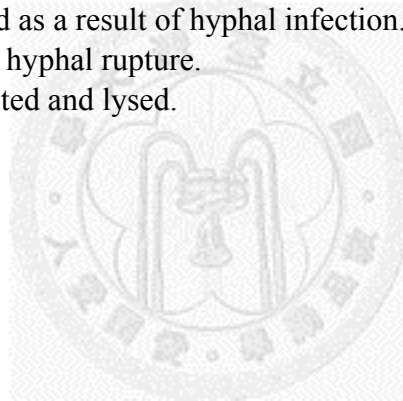 d as a result of hyphal infection.
hyphal rupture.
ted and lysed.